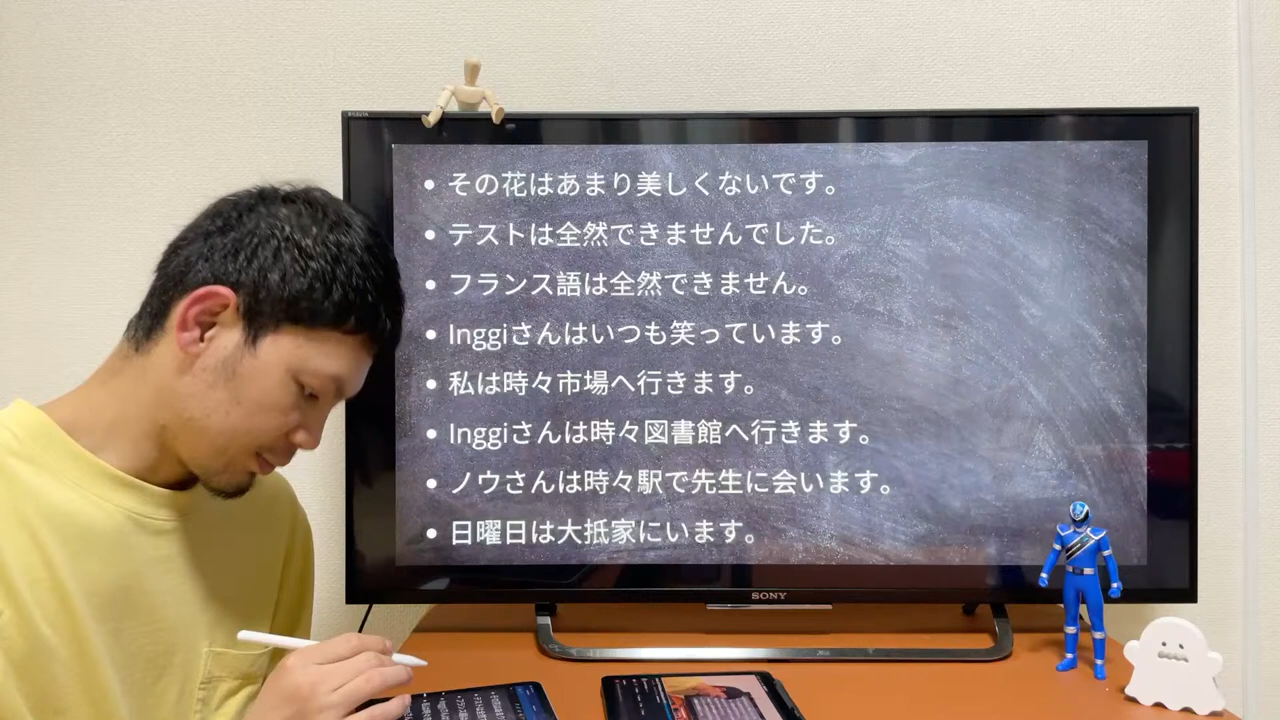 • その花はあまり美しくないです。
• テストは全然できませんでした。
• フランス語は全然できません。
• Inggiさんはいつも笑っています。
• 私は時々市場へ行きます。
• Inggiさんは時々図書館へ行きます。
• ノウさんは時々駅で先生に会います。
• 日曜日は大抵家にいます。
SONY